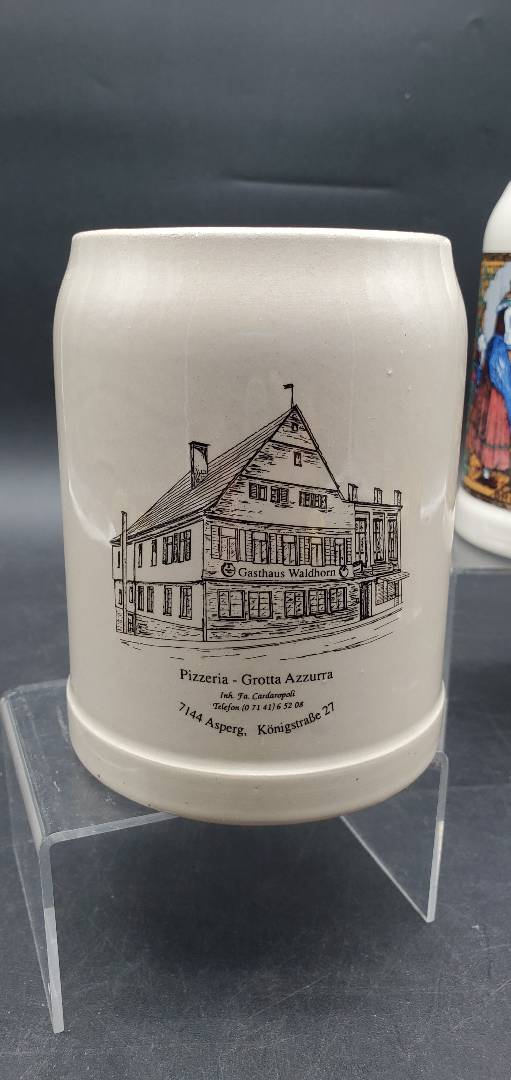 Gasthaus Waldhorn
Pizzeria - Grotta Azzurra
Inh. Fa. Cardaropoli
Telefon (0 71 41) 6 52 08
7144 Asperg, Königstraße 27